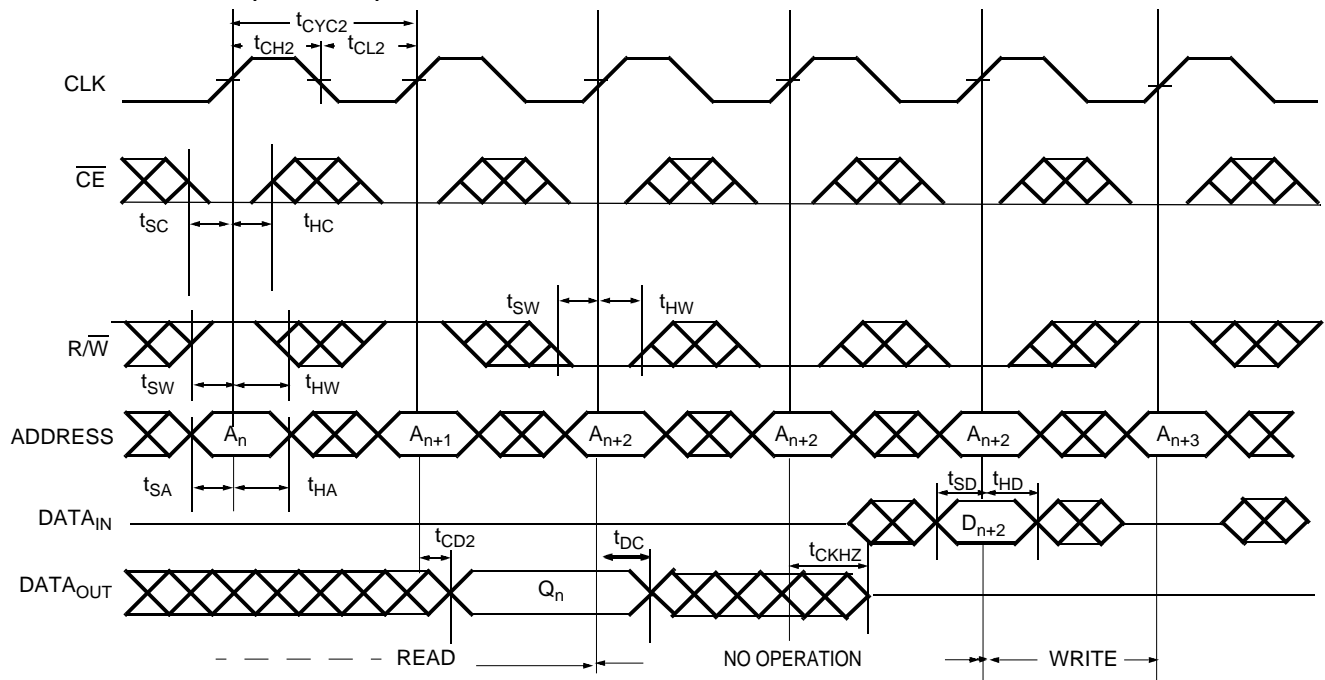 tCYC2
tCH2 tCL2
CLK
CE
tSC tHC
tSW tHW
R/W
tSW tHW
ADDRESS An An+1 An+2 An+2 An+2 An+3
tSA tHA tSD tHD
DATAIN Dn+2
tCD2 tDC tCKHZ
DATAOUT Qn
READ NO OPERATION WRITE